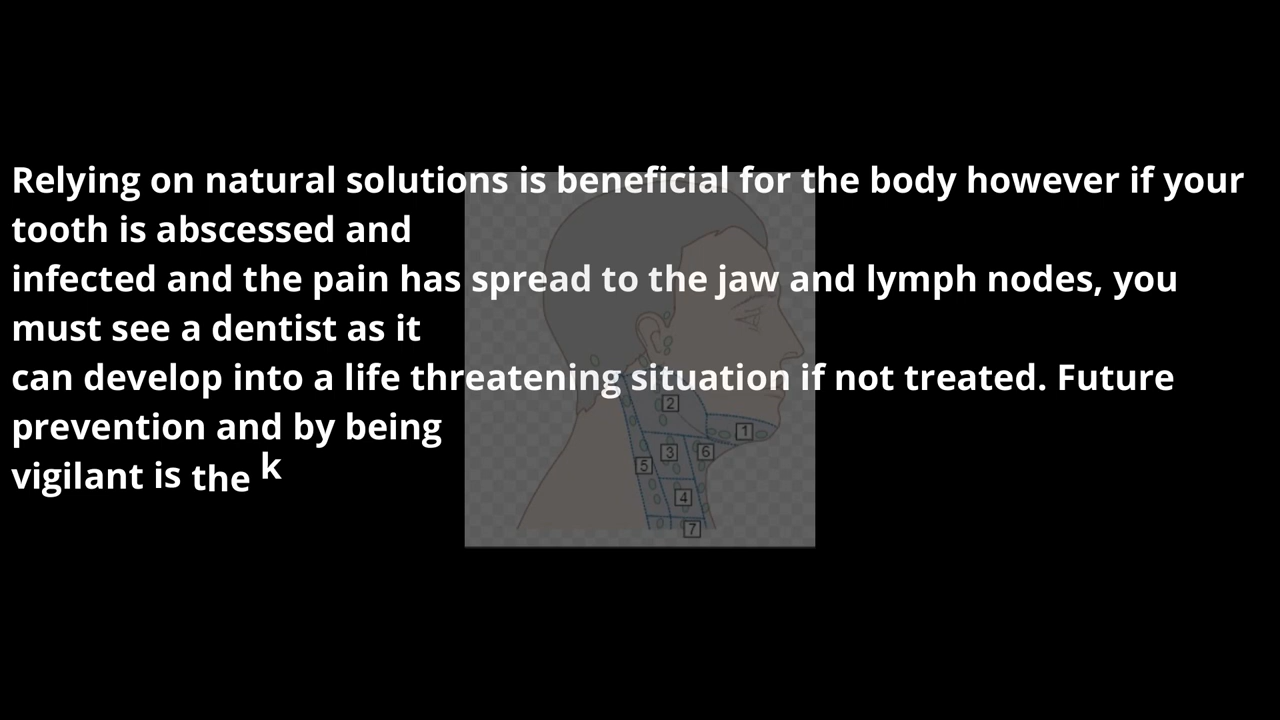 Relying on natural solutions is beneficial for the body however if your
tooth is abscessed and
infected and the pain has spread to the jaw and lymph nodes, you
must see a dentist as it
can develop into a life threatening situation if not treated. Future
prevention and by being
vigilant is the k
2
1
3
6
5
4
7